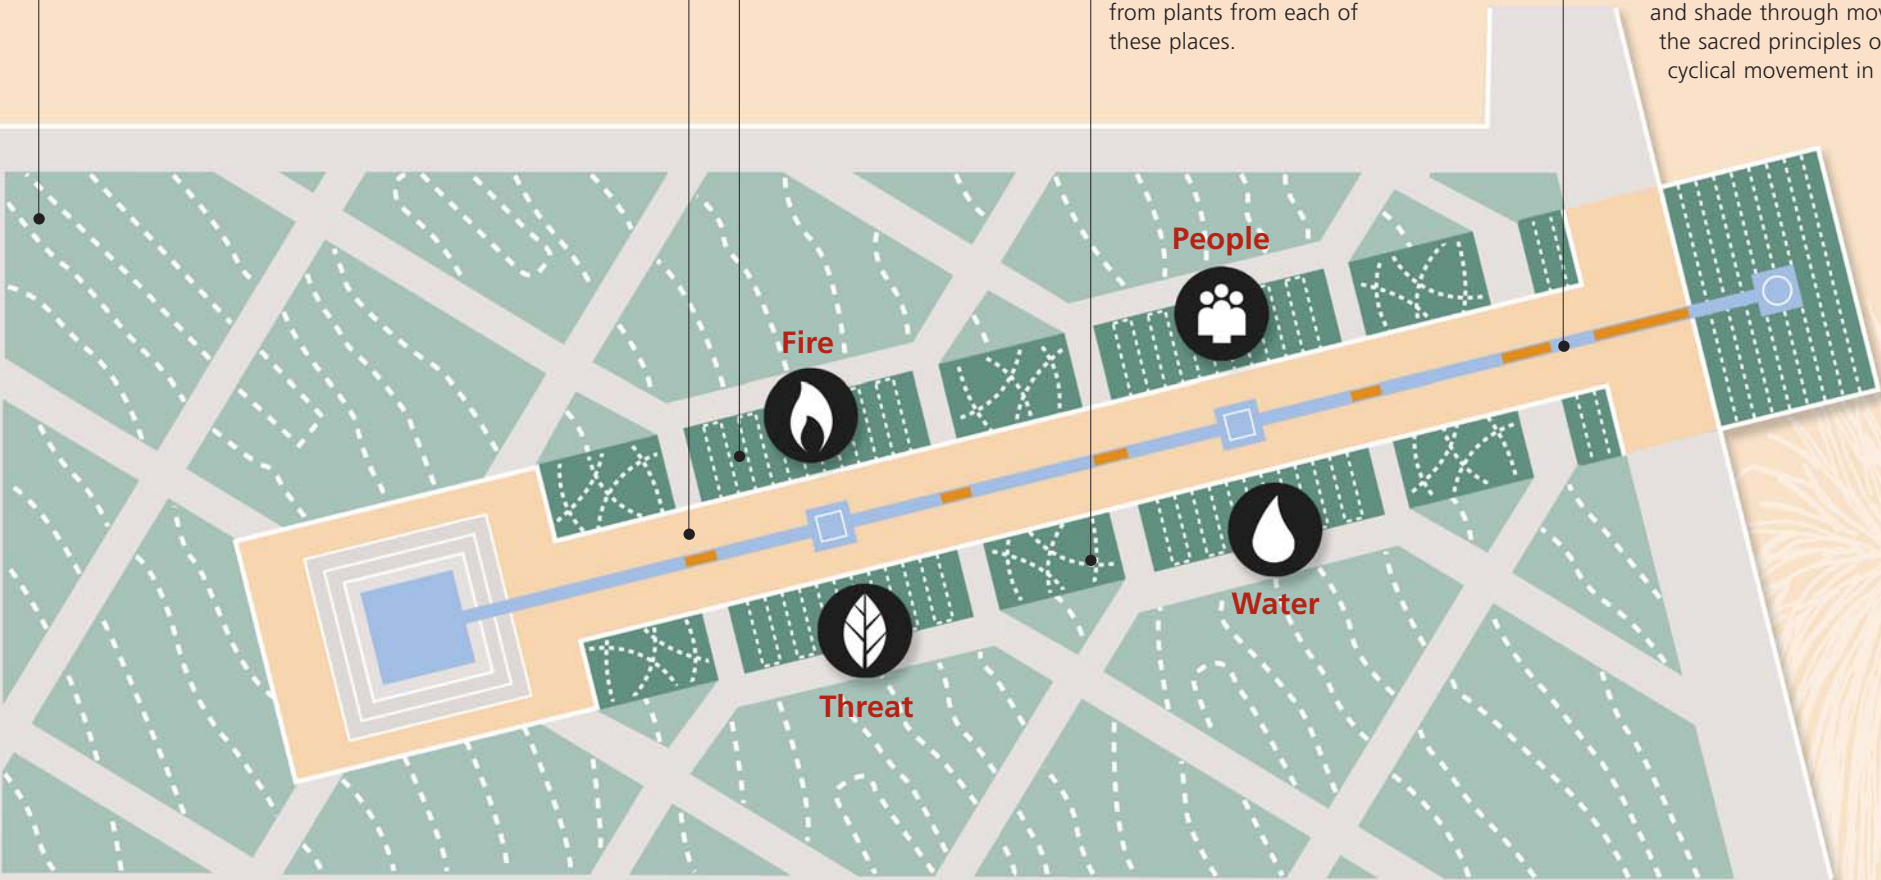 from plants from each of
these places.
and shade through mov
the sacred principles o
cyclical movement in
People
Fire
Water
Threat